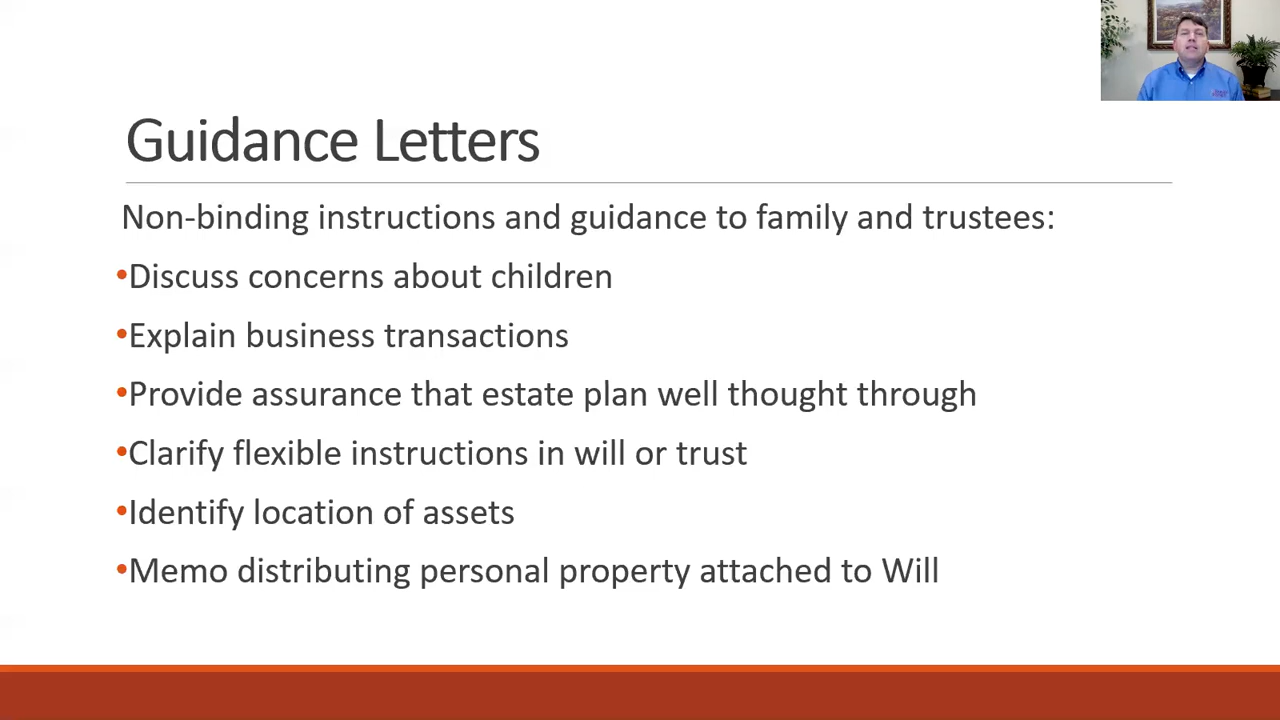 Guidance Letters
Non-binding instructions and guidance to family and trustees:
•Discuss concerns about children
•Explain business transactions
•Provide assurance that estate plan well thought through
•Clarify flexible instructions in will or trust
•Identify location of assets
•Memo distributing personal property attached to Will